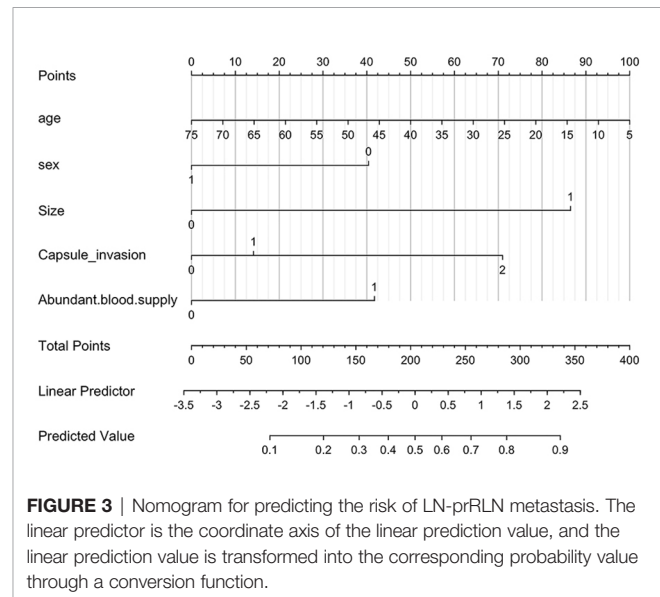 0 10 20 30 40 50 60 70 80 90 100
Points
age
75 70 65 60 55 50 45 40 35 30 25 20 15 10 5
0
sex
1
1
Size
0
1
Capsule_invasion
0 2
1
Abundant.blood.supply
0
Total Points
0 50 100 150 200 250 300 350 400
Linear Predictor
-3.5 -3 -2.5 -2 -1.5 -1 -0.5 0 0.5 1 1.5 2 2.5
Predicted Value
0.1 0.2 0.3 0.4 0.5 0.6 0.7 0.8 0.9
FIGURE 3 | Nomogram for predicting the risk of LN-prRLN metastasis. The
linear predictor is the coordinate axis of the linear prediction value, and the
linear prediction value is transformed into the corresponding probability value
through a conversion function.